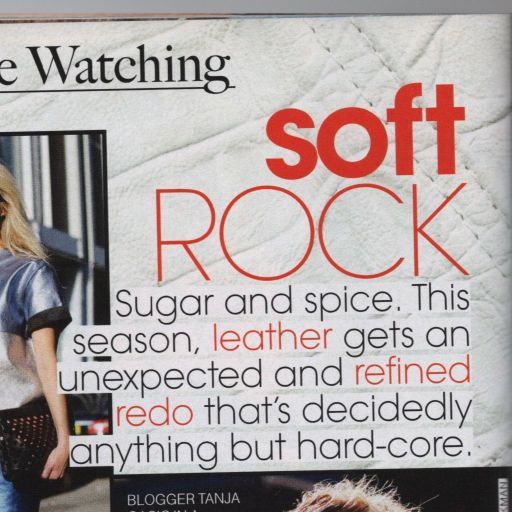 e Watching
soft
ROCK
Sugar and spice. This
season, leather gets an
unexpected and refined
redo that's decidedly
anything but hard-core.
BLOGGER TANJA
KMAN